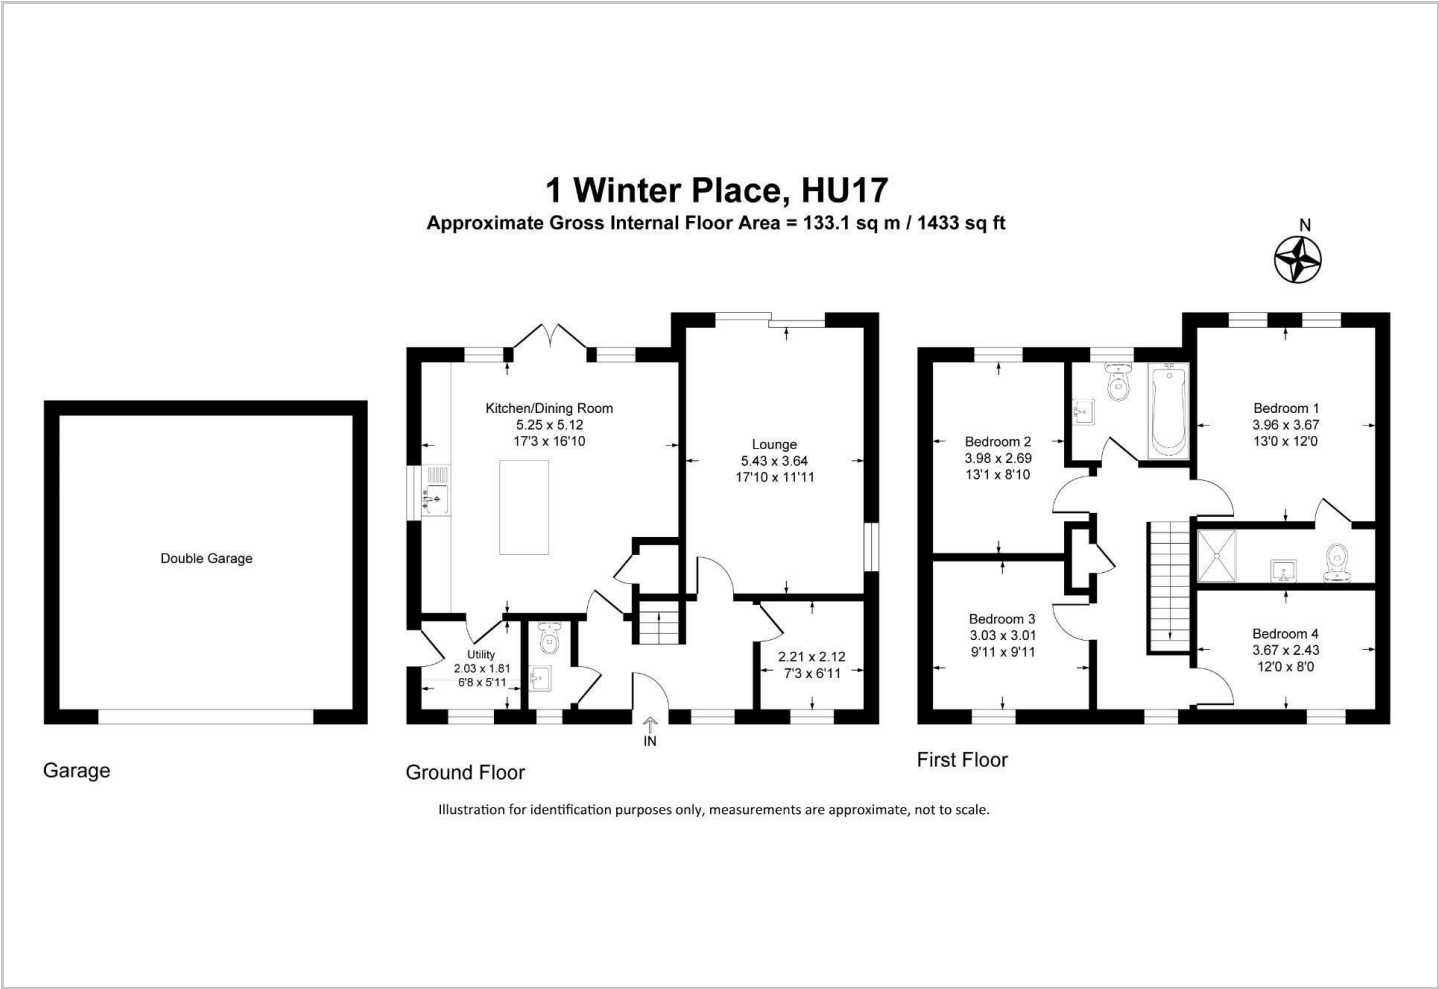 1 Winter Place, HU17
Approximate Gross Internal Floor Area = 133.1 sq m / 1433 sq ft
N
Double Garage
Garage
Kitchen/Dining Room
5.25 x 5.12
17'3 x 16'10
Lounge
5.43 x 3.64
17'10 x 11'11
Utility
2.03 x 1.81
6'8 x 5'11
2.21 x 2.12
7'3 x 6'11
IN
Ground Floor
Bedroom 1
3.96 x 3.67
13'0 x 12'0
Bedroom 2
3.98 x 2.69
13'1 x 8'10
Bedroom 3
3.03 x 3.01
9'11 x 9'11
Bedroom 4
3.67 x 2.43
12'0 x 8'0
First Floor
Illustration for identification purposes only, measurements are approximate, not to scale.